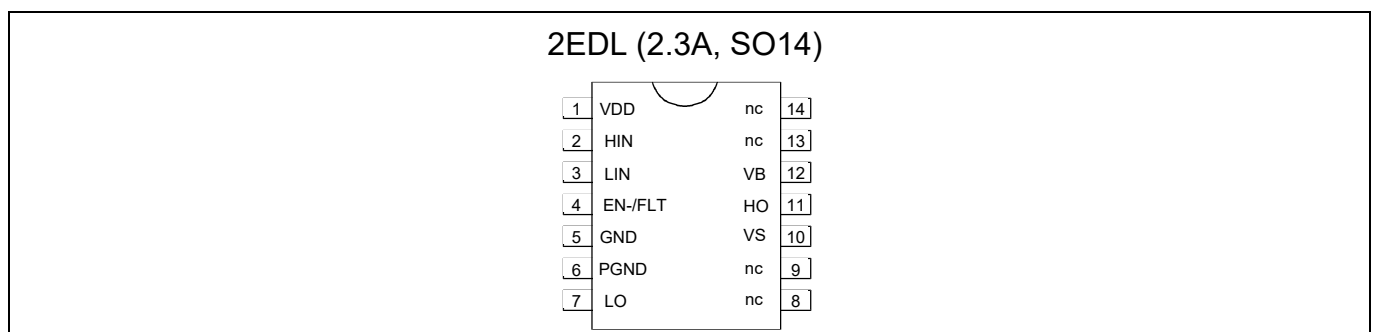 2EDL (2.3A, SO14)
1 VDD nc 14
2 HIN nc 13
3 LIN VB 12
4 EN-/FLT HO 11
5 GND VS 10
6 PGND nc 9
7 LO nc 8